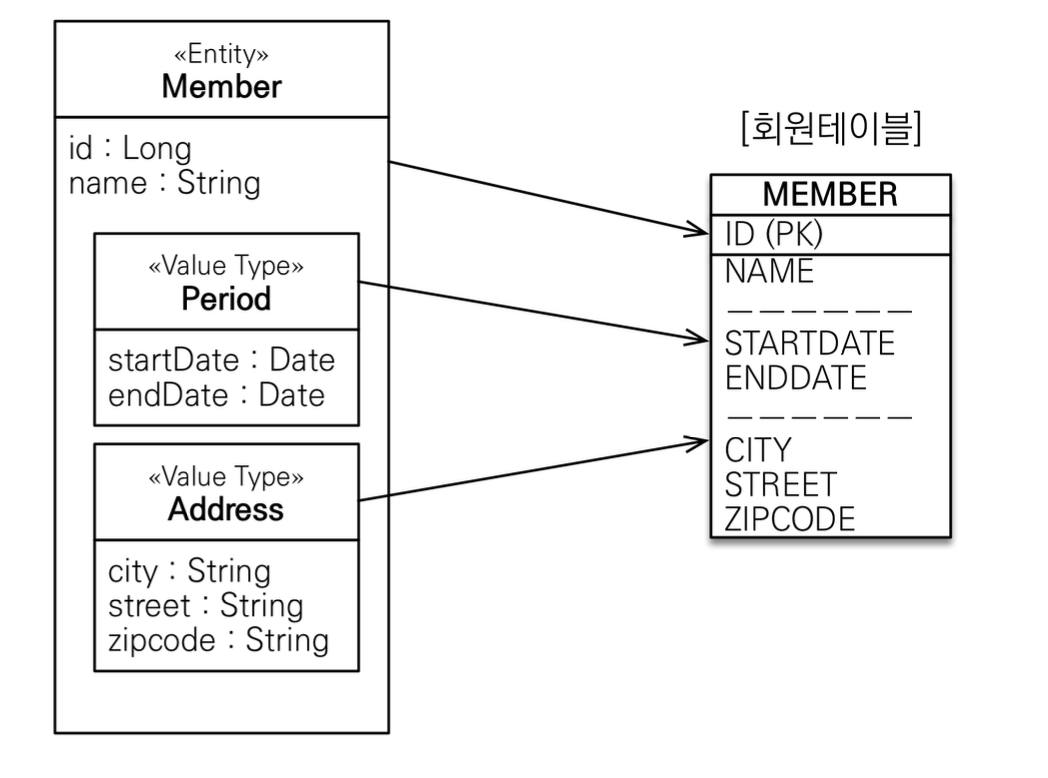 «Entity»
Member
id : Long
name : String
«Value Type»
Period
startDate : Date
endDate : Date
«Value Type»
Address
city : String
street : String
zipcode : String
[회원테이블]
MEMBER
ID (PK)
NAME
STARTDATE
ENDDATE
CITY
STREET
ZIPCODE